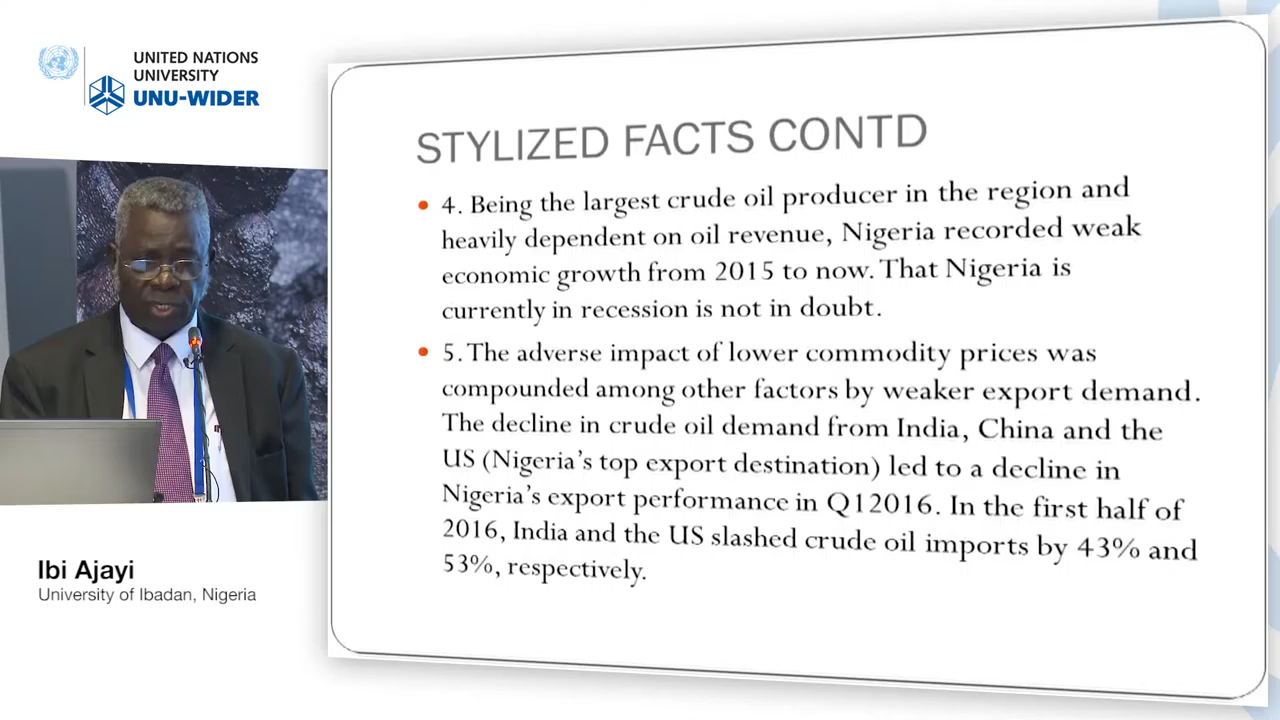 UNITED NATIONS
UNIVERSITY
UNU-WIDER
STYLIZED FACTS CONTD
• 4. Being the largest crude oil producer in the region and
heavily dependent on oil revenue, Nigeria recorded weak
economic growth from 2015 to now. That Nigeria is
currently in recession is not in doubt.
• 5. The adverse impact of lower commodity prices was
compounded among other factors by weaker export demand.
The decline in crude oil demand from India, China and the
US (Nigeria's top export destination) led to a decline in
Nigeria's export performance in Q12016. In the first half of
2016, India and the US slashed crude oil imports by 43% and
53%, respectively.
Ibi Ajayi
University of Ibadan, Nigeria